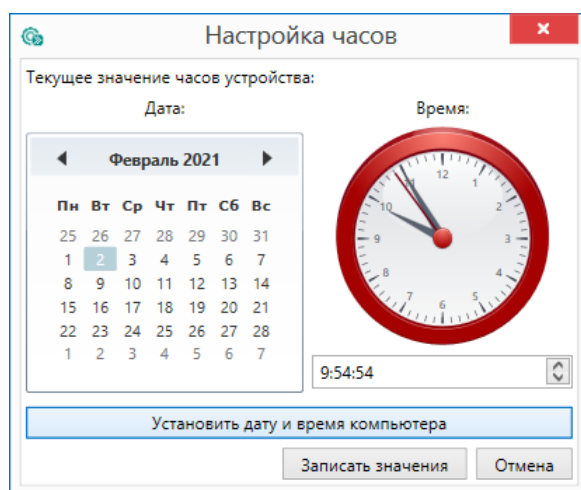 Настройка часов
Текущее значение часов устройства:
Дата:
Время:
Февраль 2021
Пн Вт Ср Чт Пт Сб Вс
25 26 27 28 29 30 31
1 2 3 4 5 6 7
8 9 10 11 12 13 14
15 16 17 18 19 20 21
22 23 24 25 26 27 28
1 2 3 4 5 6 7
12
11 1
10 2
9 3
8 4
7 5
6
9:54:54
Установить дату и время компьютера
Записать значения
Отмена